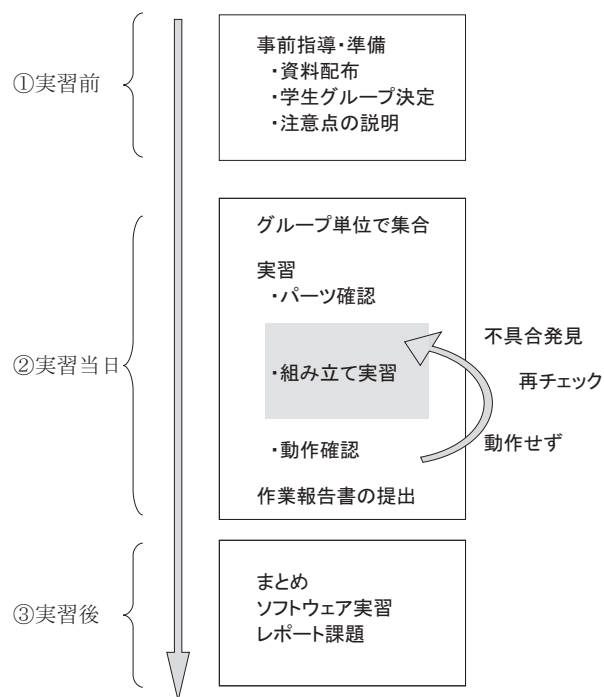 ①実習前
事前指導・準備
・資料配布
・学生グループ決定
・注意点の説明
②実習当日
グループ単位で集合
実習
・パーツ確認
・組み立て実習
・動作確認
作業報告書の提出
不具合発見
再チェック
動作せず
③実習後
まとめ
ソフトウェア実習
レポート課題